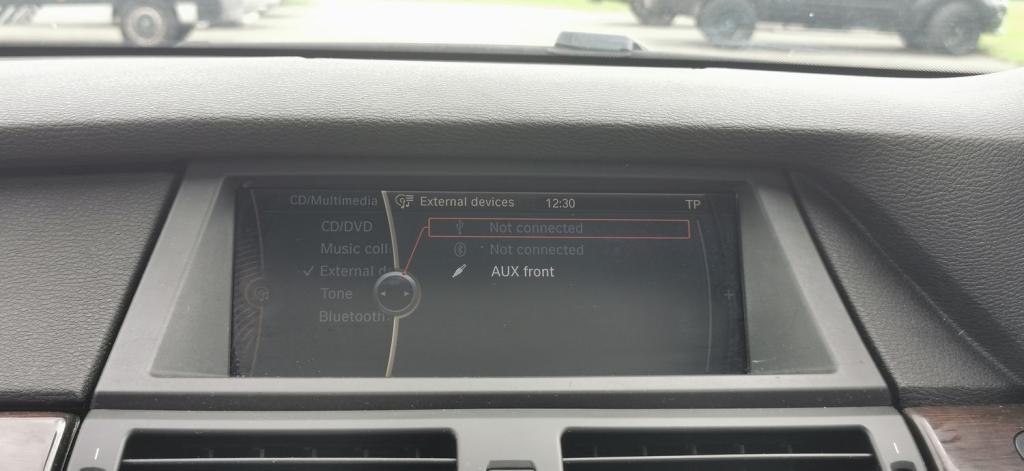 CD/Multimedia External devices 12:30 TP
CD/DVD
Music coll
External d
Tone
Bluetooth
Not connected
Not connected
AUX front